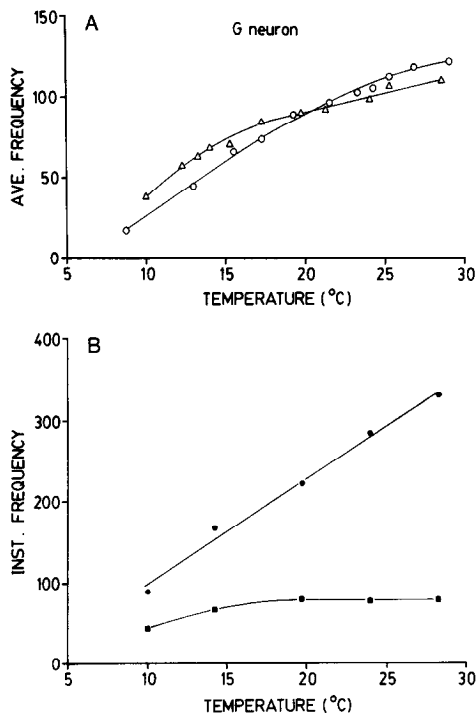 A
G neuron
AVE. FREQUENCY
150
100
50
0
5 10 15 20 25 30
TEMPERATURE (°C)
B
INST. FREQUENCY
400
300
200
100
0
5 10 15 20 25 30
TEMPERATURE (°C)